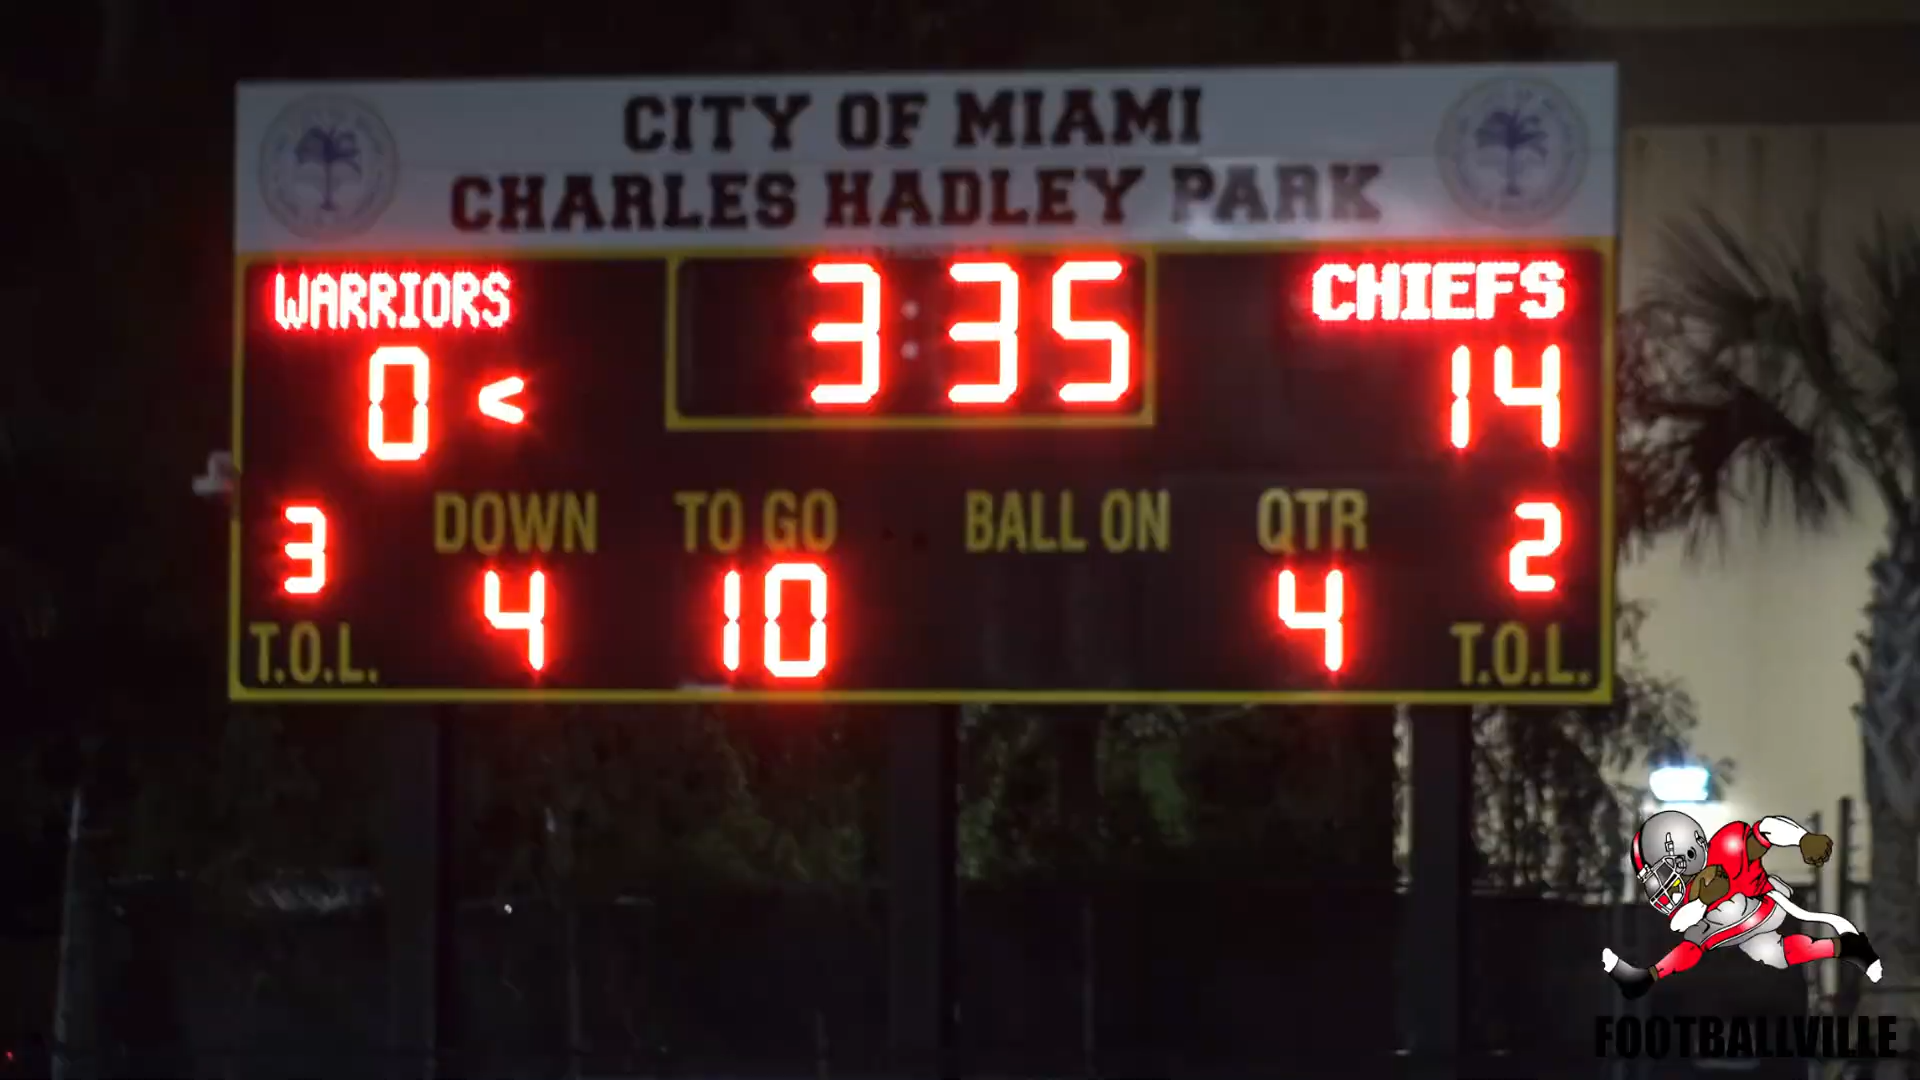 CITY OF MIAMI
CHARLES HADLEY PARK
WARRIORS 3:35 CHIEFS
0 < 14
DOWN TO GO BALL ON QTR
3 4 10 4 2
T.O.L. T.O.L.
FOOTBALLVILLE